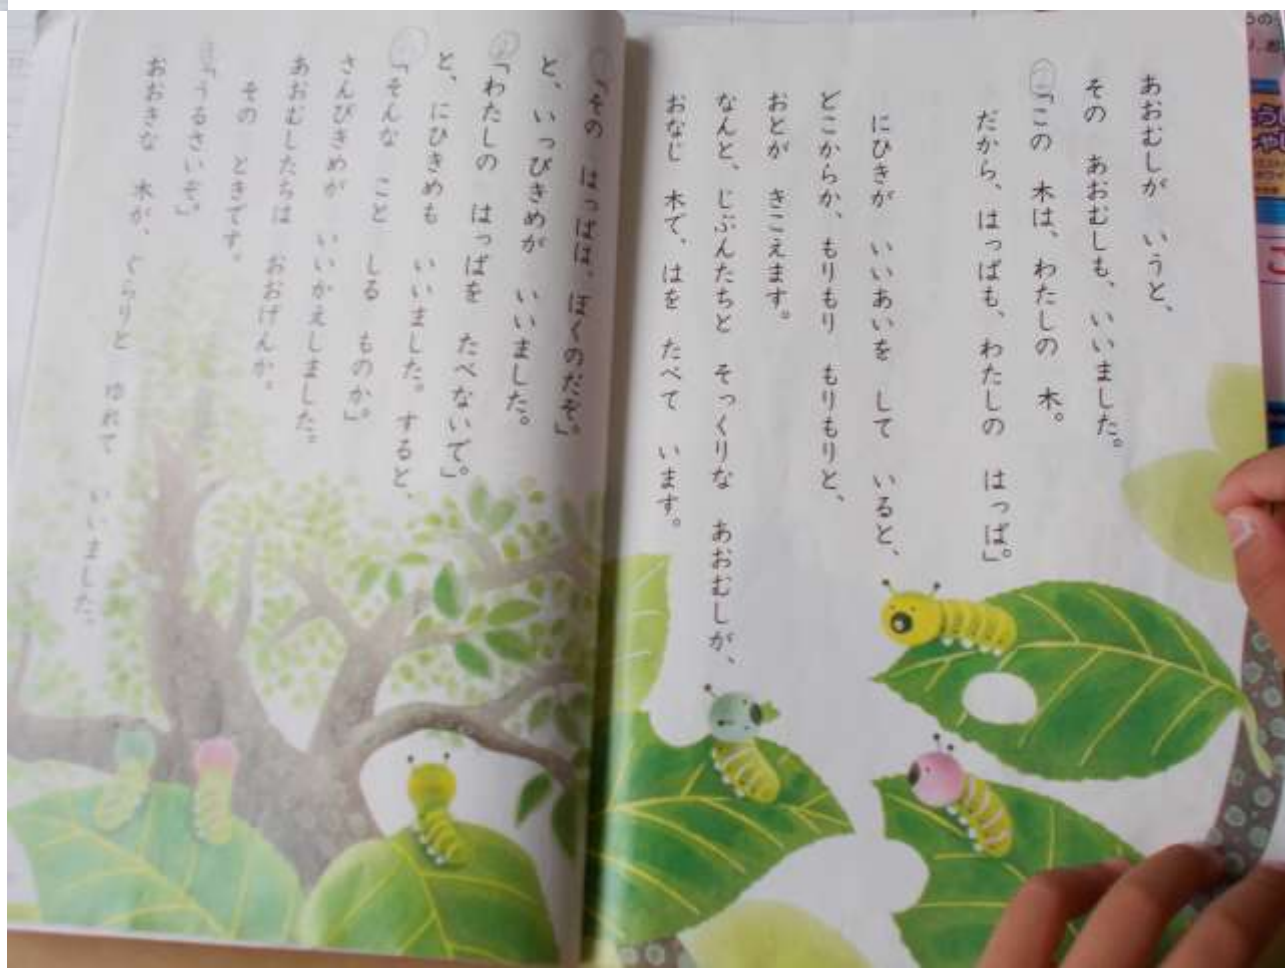 あおむしが いうと、
その あおむしも、いいました。
「この 木は、わたしの 木。
だから、はっぱも、わたしの はっぱ。」
にひきが いいあいを して いると、
どこからか、もりもり もりもりと、
おとが きこえます。
なんと、じぶんたちと そっくりな あおむしが、
おなじ 木で、はを たべて います。
「その はっぱは、ぼくのだぞ。」
と、いっぴきめが いいました。
「わたしの はっぱを たべないで。」
と、にひきめも いいました。すると、
「そんな こと しる ものか。」
さんびきめが いいかえしました。
あおむしたちは おおげんか。
その ときです。
「うるさいぞ。」
おおきな 木が、ぐらりと ゆれて いいました。